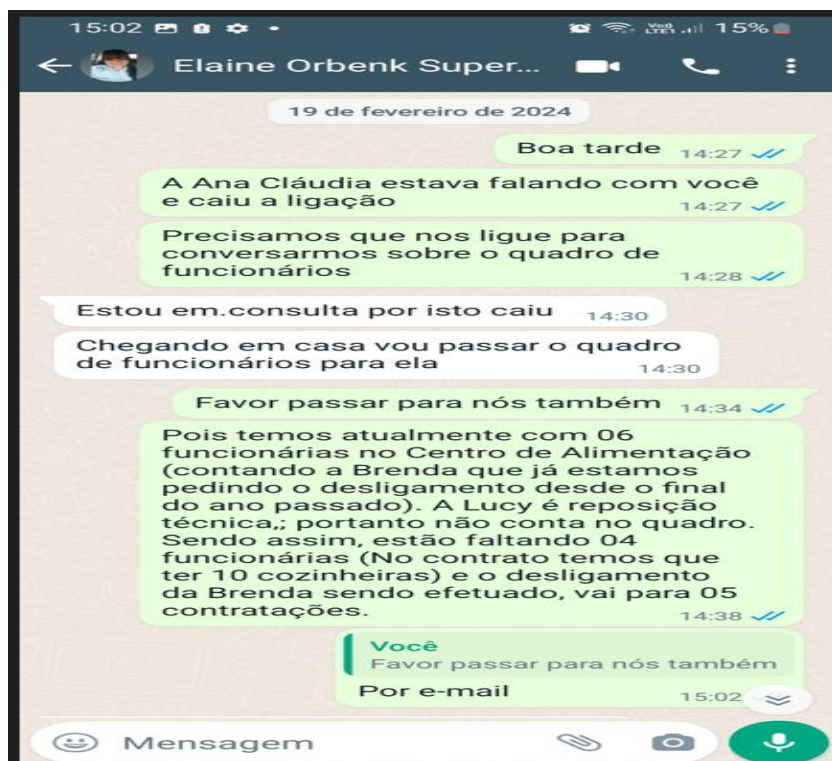 15:02
15%
Elaine Orbenk Super...
19 de fevereiro de 2024
Boa tarde 14:27
A Ana Cláudia estava falando com você
e caiu a ligação
14:27
Precisamos que nos ligue para
conversarmos sobre o quadro de
funcionários
14:28
Estou em.consulta por isto caiu 14:30
Chegando em casa vou passar o quadro
de funcionários para ela
14:30
Favor passar para nós também 14:34
Pois temos atualmente com 06
funcionárias no Centro de Alimentação
(contando a Brenda que já estamos
pedindo o desligamento desde o final
do ano passado). A Lucy é reposição
técnica,; portanto não conta no quadro.
Sendo assim, estão faltando 04
funcionárias (No contrato temos que
ter 10 cozinheiras) e o desligamento
da Brenda sendo efetuado, vai para 05
contratações.
14:38
Você
Favor passar para nós também
Por e-mail 15:02
Mensagem